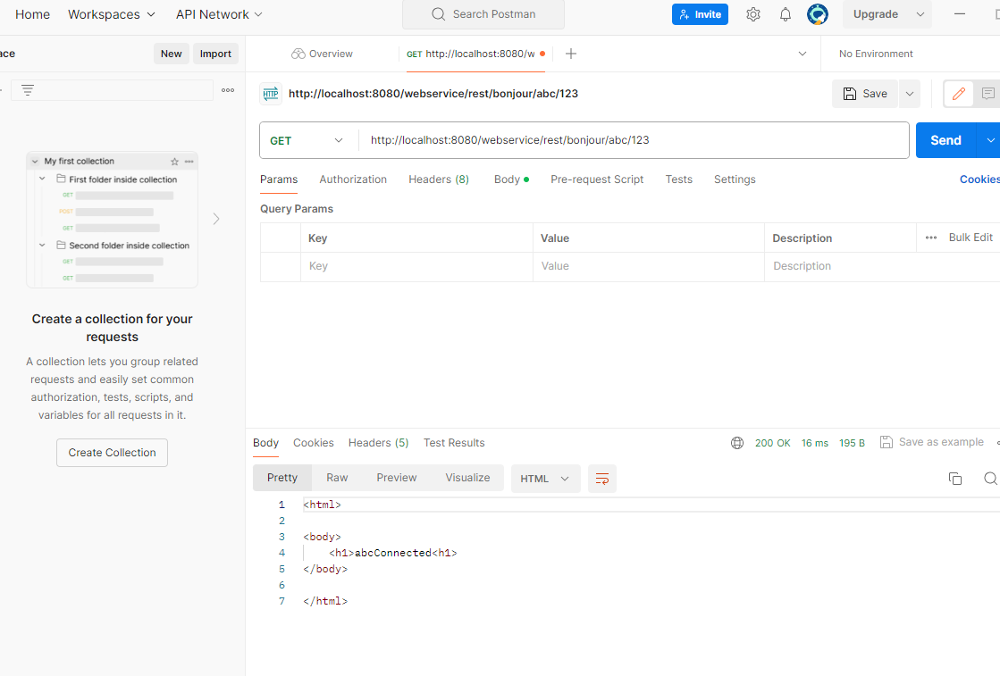 Home Workspaces API Network Search Postman Invite Upgrade
ace New Import Overview GET http://localhost:8080/w No Environment
HTTP http://localhost:8080/webservice/rest/bonjour/abc/123 Save
GET http://localhost:8080/webservice/rest/bonjour/abc/123 Send
Params Authorization Headers (8) Body Pre-request Script Tests Settings Cookies
Query Params
Key Value Description Bulk Edit
Key Value Description
My first collection
First folder inside collection
GET
POST
GET
Second folder inside collection
GET
GET
Create a collection for your
requests
A collection lets you group related
requests and easily set common
authorization, tests, scripts, and
variables for all requests in it.
Create Collection
Body Cookies Headers (5) Test Results 200 OK 16 ms 195 B Save as example
Pretty Raw Preview Visualize HTML
1 <html>
2
3 <body>
4 <h1>abcConnected<h1>
5 </body>
6
7 </html>